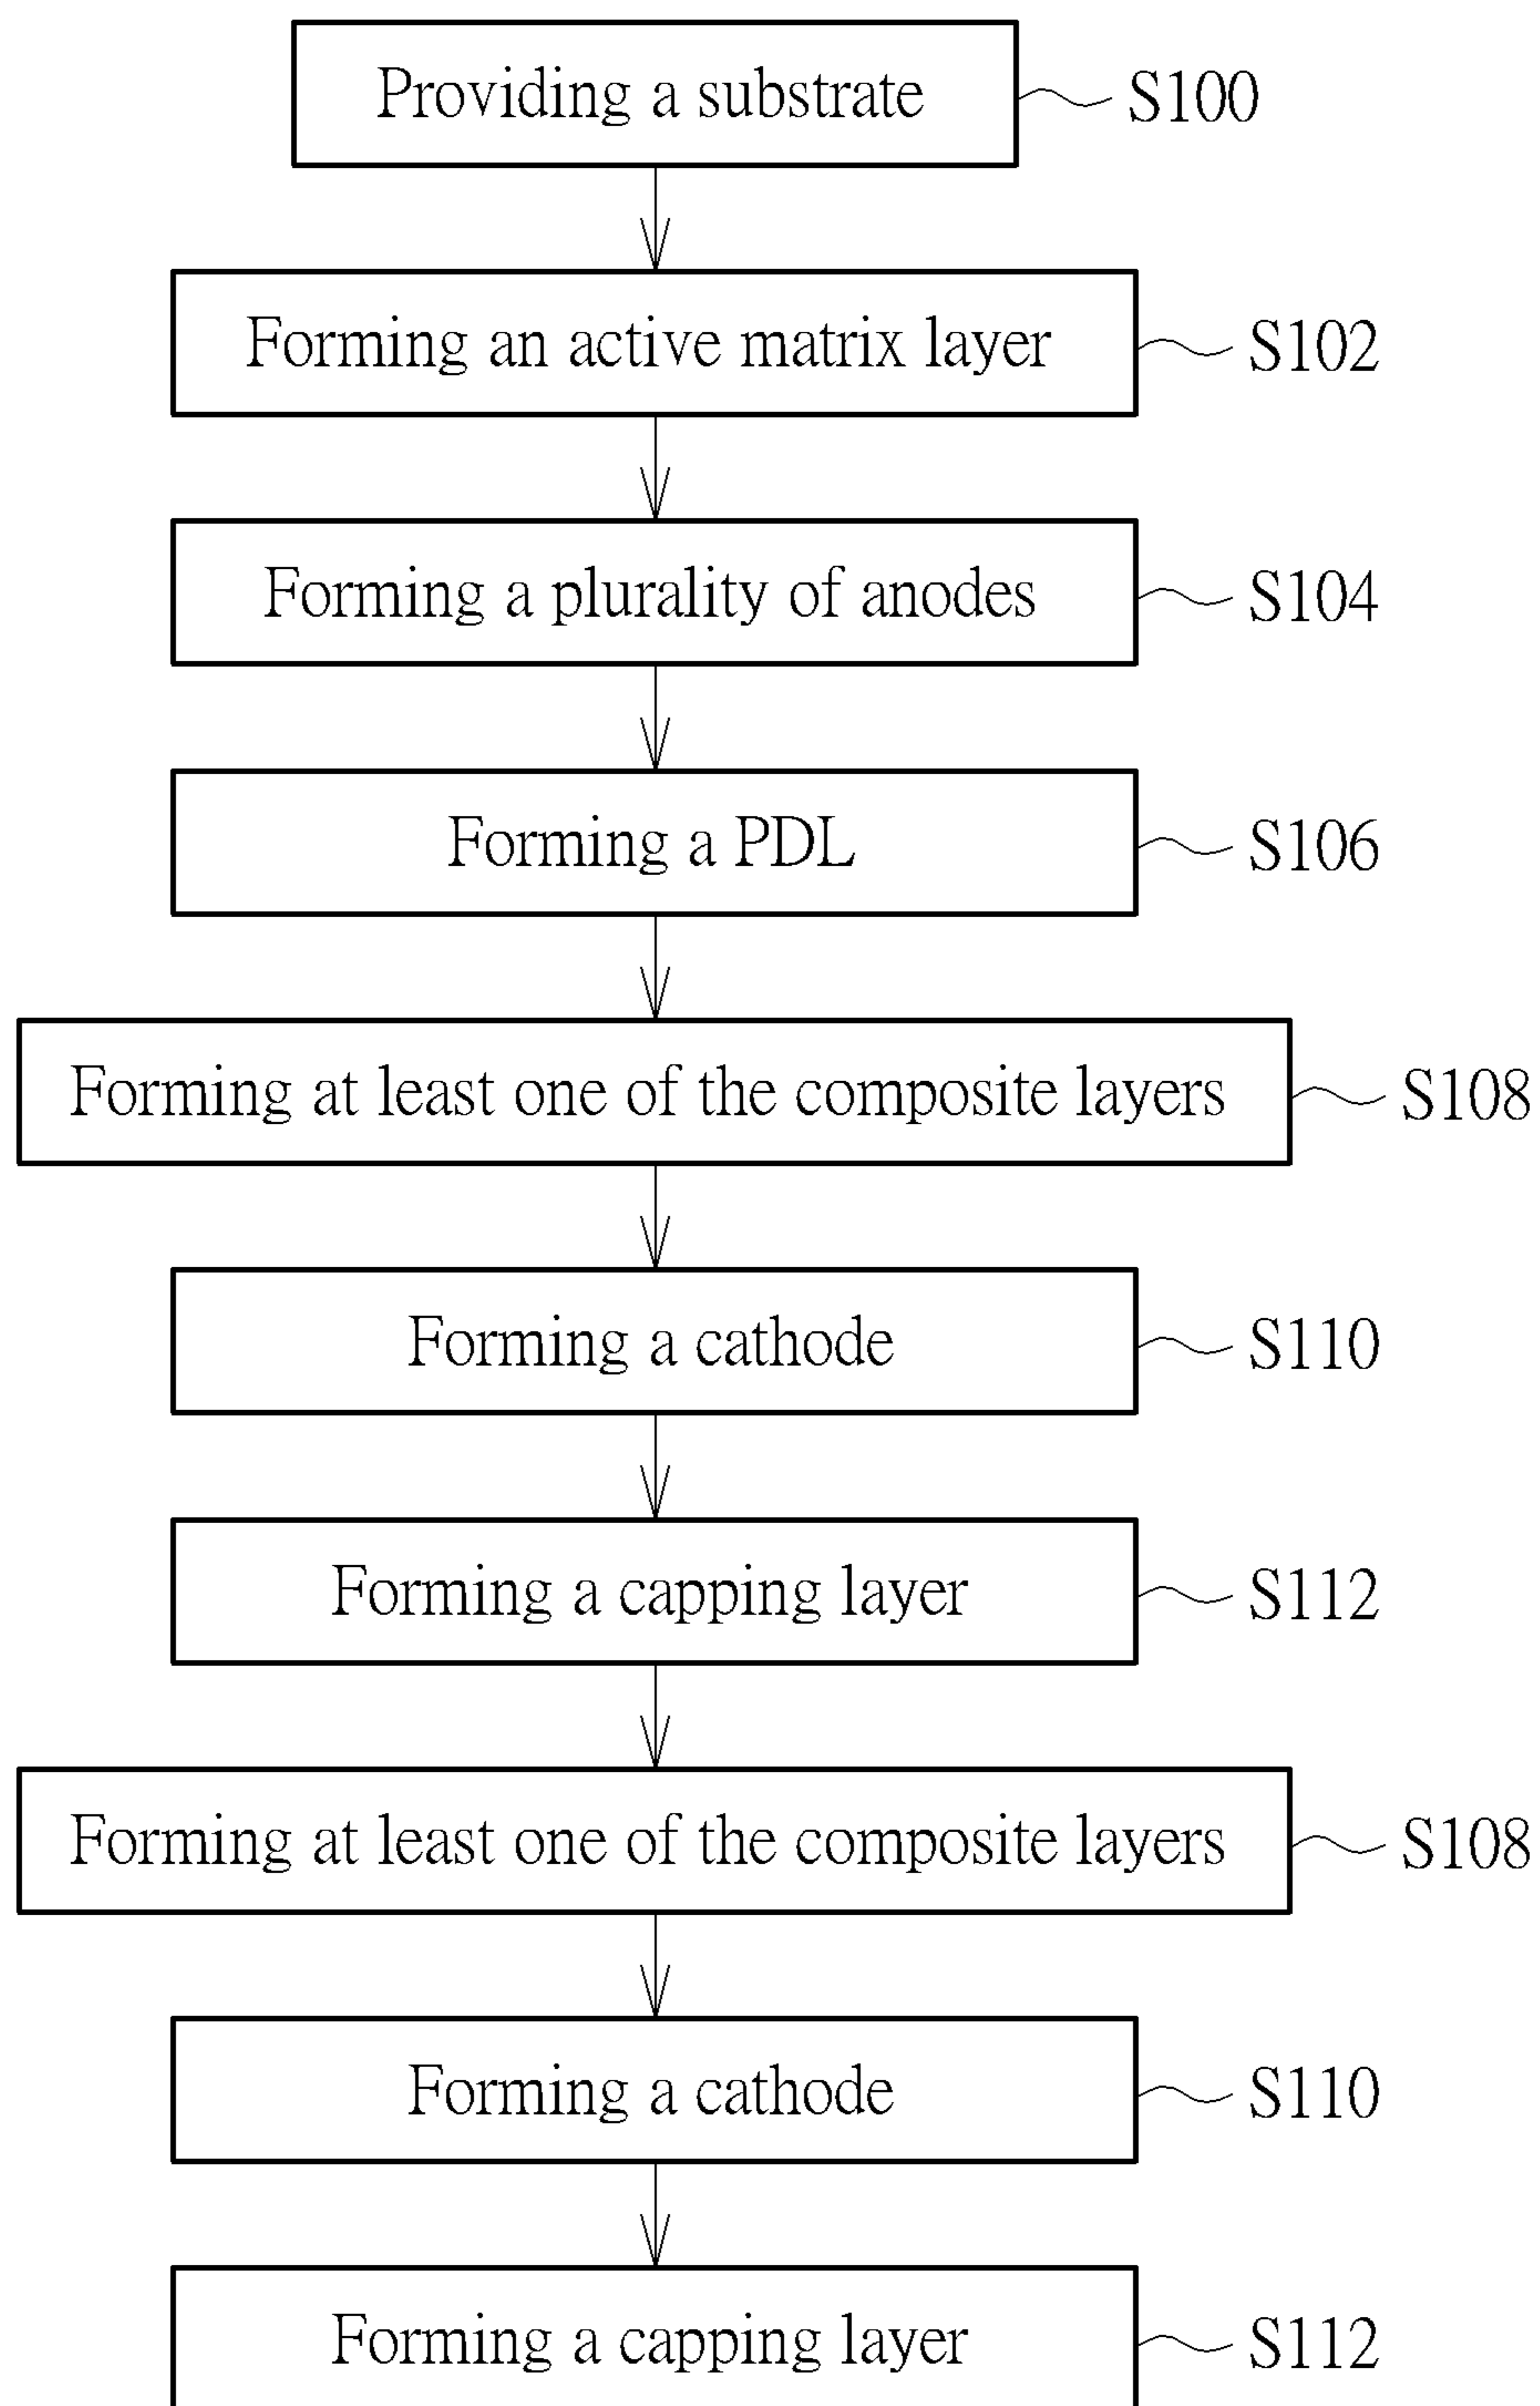 Providing a substrate S100
Forming an active matrix layer S102
Forming a plurality of anodes S104
Forming a PDL S106
Forming at least one of the composite layers S108
Forming a cathode S110
Forming a capping layer S112
Forming at least one of the composite layers S108
Forming a cathode S110
Forming a capping layer S112